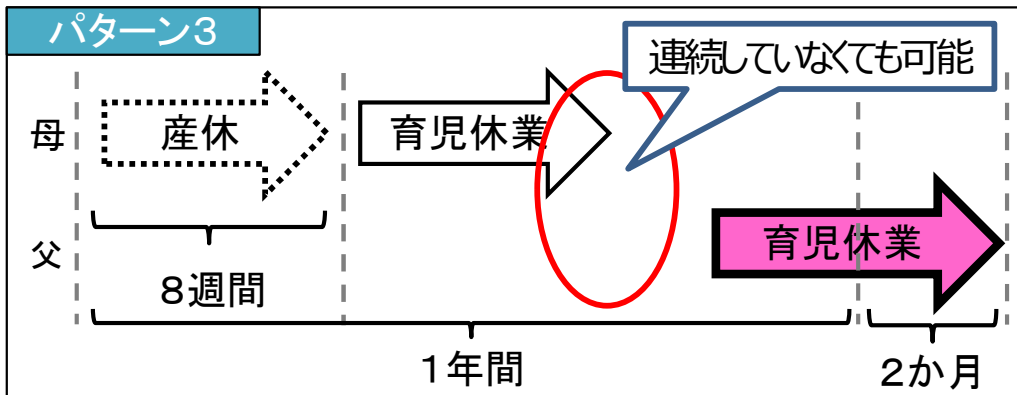 パターン３
連続していなくても可能
母
産休
育児休業
父
育児休業
８週間
１年間
２か月